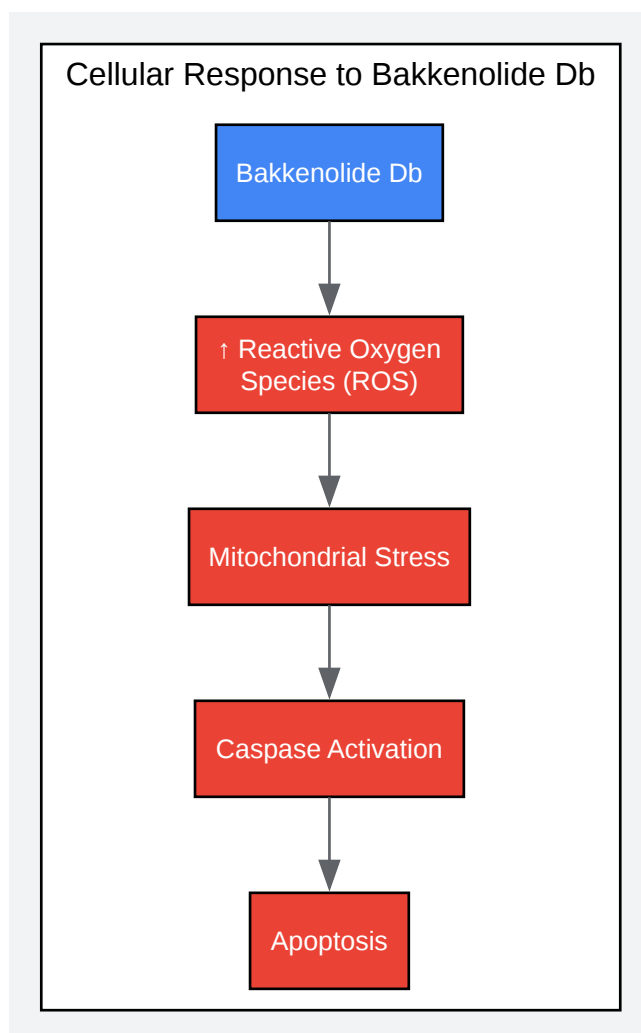 Cellular Response to Bakkenolide Db
Bakkenolide Db
↑ Reactive Oxygen
Species (ROS)
Mitochondrial Stress
Caspase Activation
Apoptosis